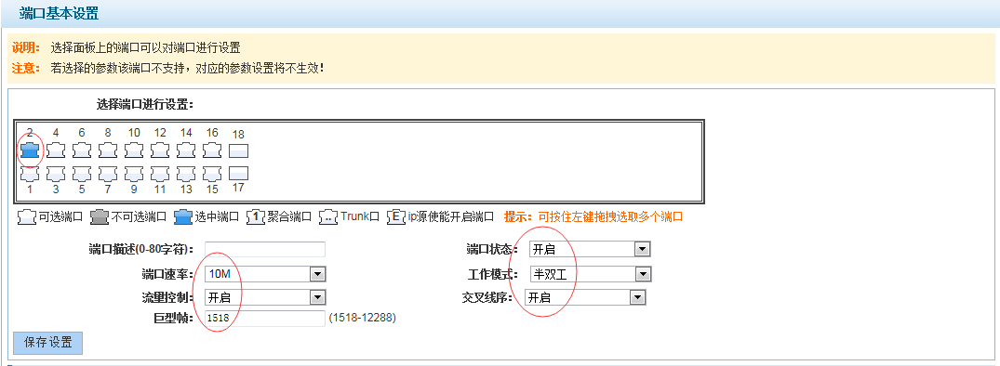 端口基本设置
说明： 选择面板上的端口可以对端口进行设置
注意： 若选择的参数该端口不支持，对应的参数设置将不生效！
选择端口进行设置：
2 4 6 8 10 12 14 16 18
1 3 5 7 9 11 13 15 17
可选端口 不可选端口 选中端口 1 聚合端口 .. Trunk口 E ip源使能开启端口 提示：可按住左键拖拽选取多个端口
端口描述(0-80字符)： 端口状态： 开启
端口速率： 10M 工作模式： 半双工
流量控制： 开启 交叉线序： 开启
巨型帧： 1518 (1518-12288)
保存设置